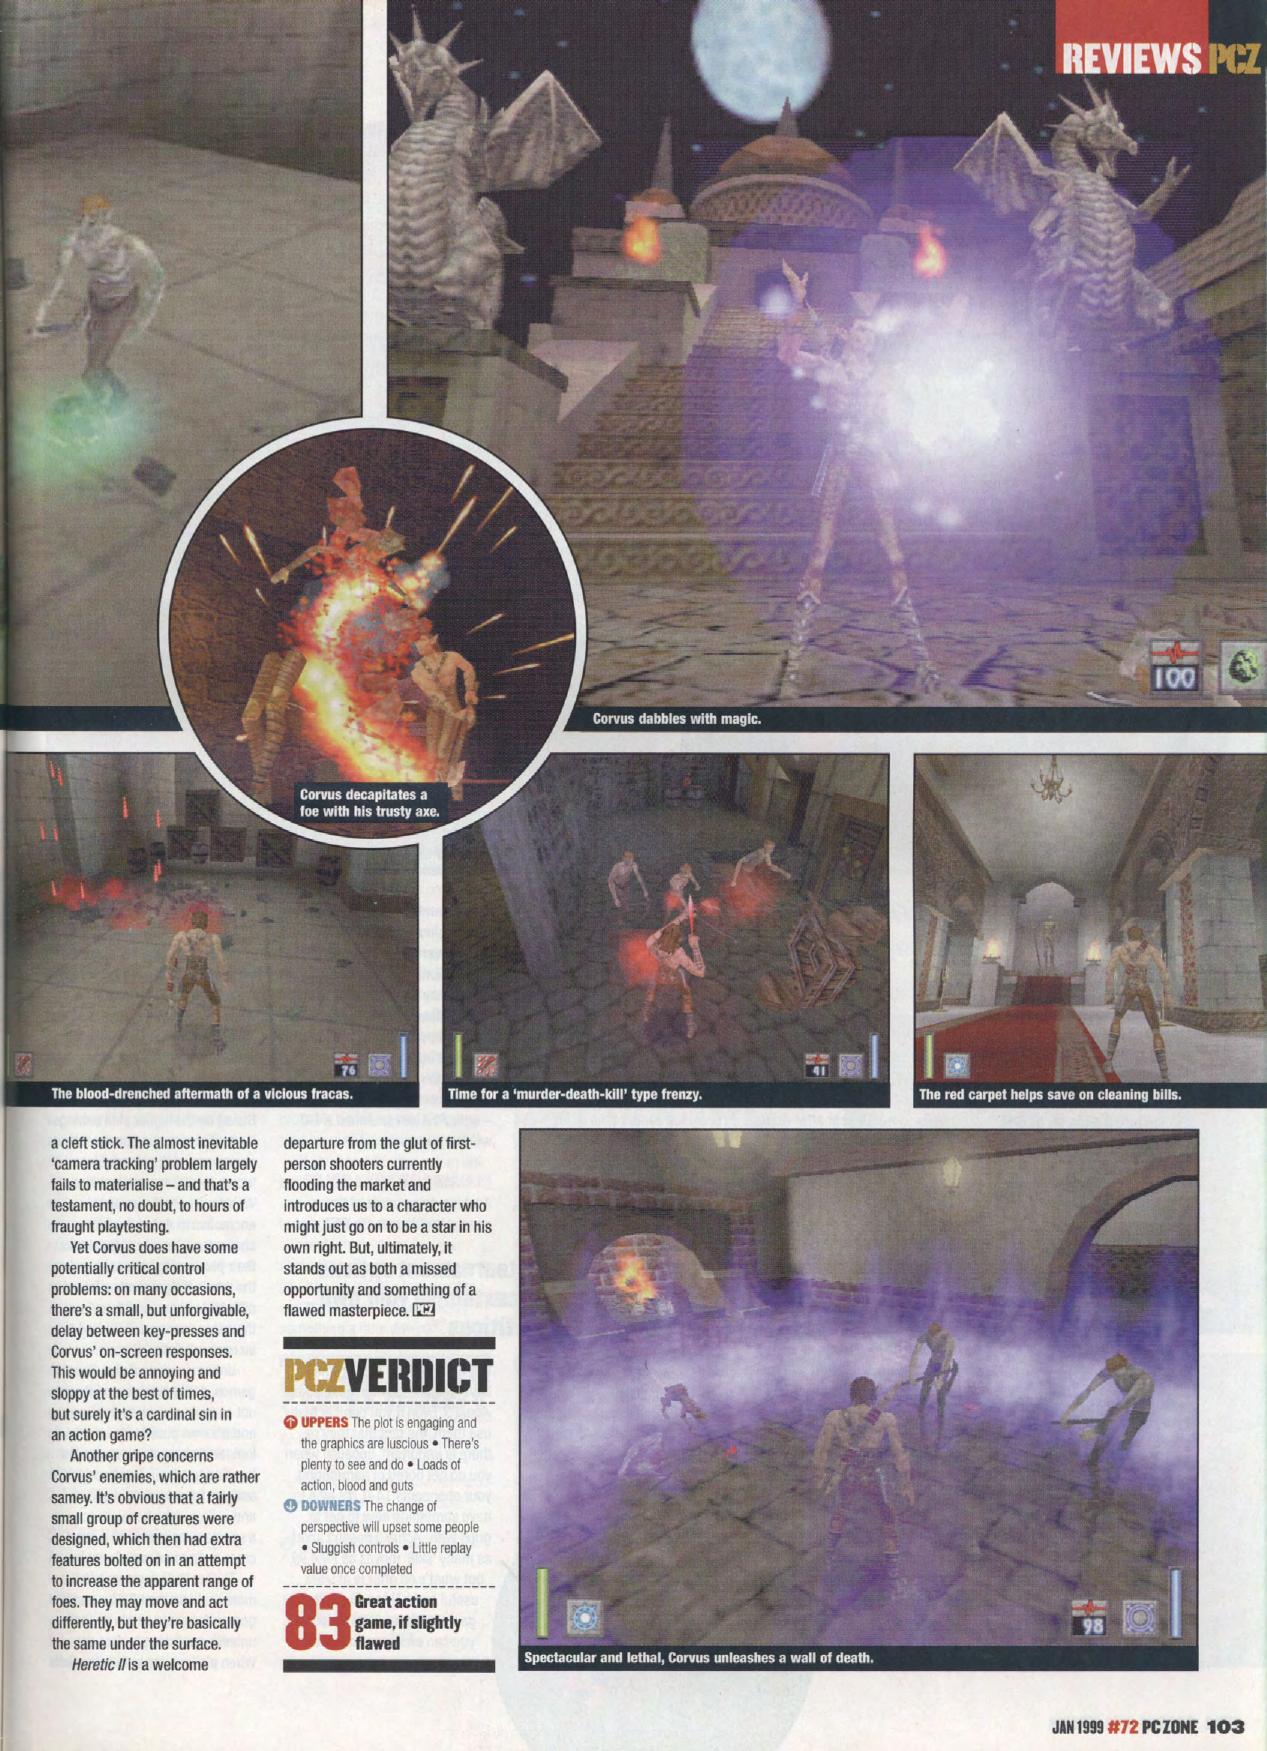 REVIEWS PCZ
100
Corvus dabbles with magic.
Corvus decapitates a
foe with his trusty axe.
76
The blood-drenched aftermath of a vicious fracas.
41
Time for a ‘murder-death-kill’ type frenzy.
The red carpet helps save on cleaning bills.
a cleft stick. The almost inevitable
‘camera tracking’ problem largely
fails to materialise – and that’s a
testament, no doubt, to hours of
fraught playtesting.
Yet Corvus does have some
potentially critical control
problems: on many occasions,
there’s a small, but unforgivable,
delay between key-presses and
Corvus’ on-screen responses.
This would be annoying and
sloppy at the best of times,
but surely it’s a cardinal sin in
an action game?
Another gripe concerns
Corvus’ enemies, which are rather
samey. It’s obvious that a fairly
small group of creatures were
designed, which then had extra
features bolted on in an attempt
to increase the apparent range of
foes. They may move and act
differently, but they’re basically
the same under the surface.
Heretic II is a welcome
departure from the glut of first-
person shooters currently
flooding the market and
introduces us to a character who
might just go on to be a star in his
own right. But, ultimately, it
stands out as both a missed
opportunity and something of a
flawed masterpiece. PCZ
PCZVERDICT
UPPERS The plot is engaging and
the graphics are luscious • There’s
plenty to see and do • Loads of
action, blood and guts
DOWNERS The change of
perspective will upset some people
• Sluggish controls • Little replay
value once completed
83 Great action
game, if slightly
flawed
98
Spectacular and lethal, Corvus unleashes a wall of death.
JAN 1999 #72 PC ZONE 103